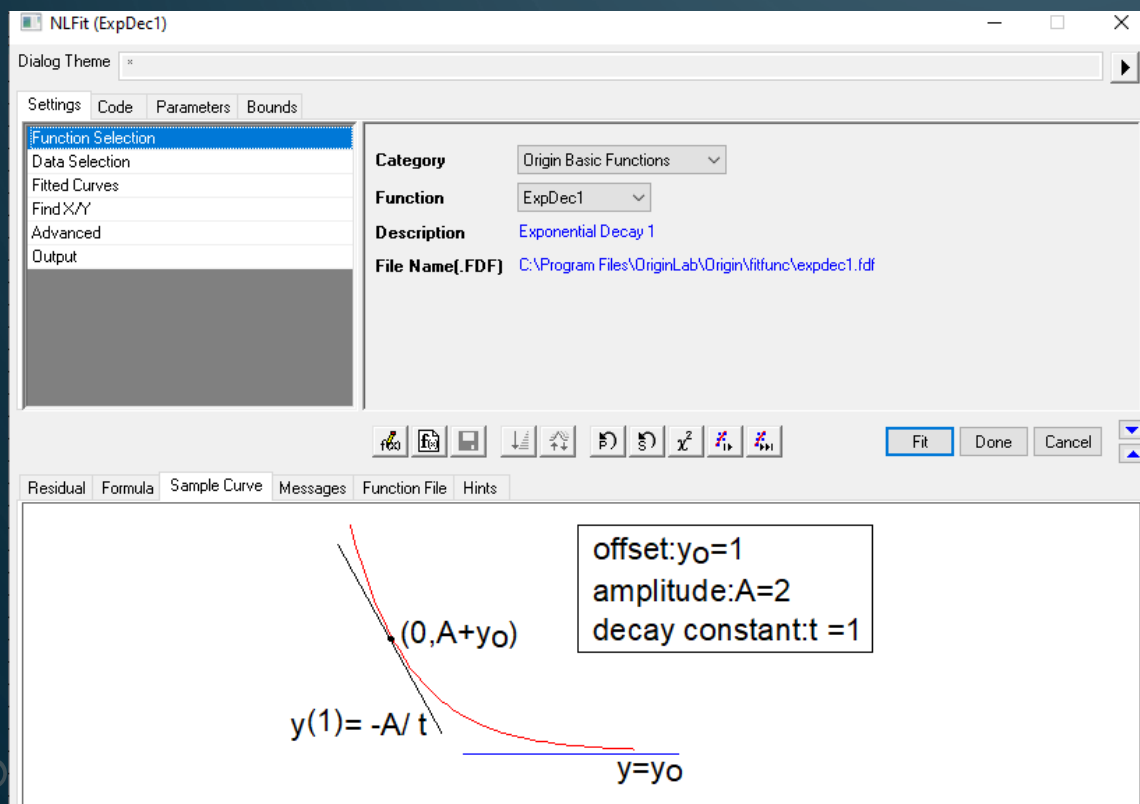 NLFit (ExpDec1)
Dialog Theme *
Settings Code Parameters Bounds
Function Selection
Data Selection
Fitted Curves
Find X/Y
Advanced
Output
Category Origin Basic Functions
Function ExpDec1
Description Exponential Decay 1
File Name(.FDF) C:\Program Files\OriginLab\Origin\fitfunc\expdec1.fdf
Fit Done Cancel
Residual Formula Sample Curve Messages Function File Hints
offset:yo=1
amplitude:A=2
decay constant:t =1
(0,A+yo)
y(1)= -A/ t
y=yo